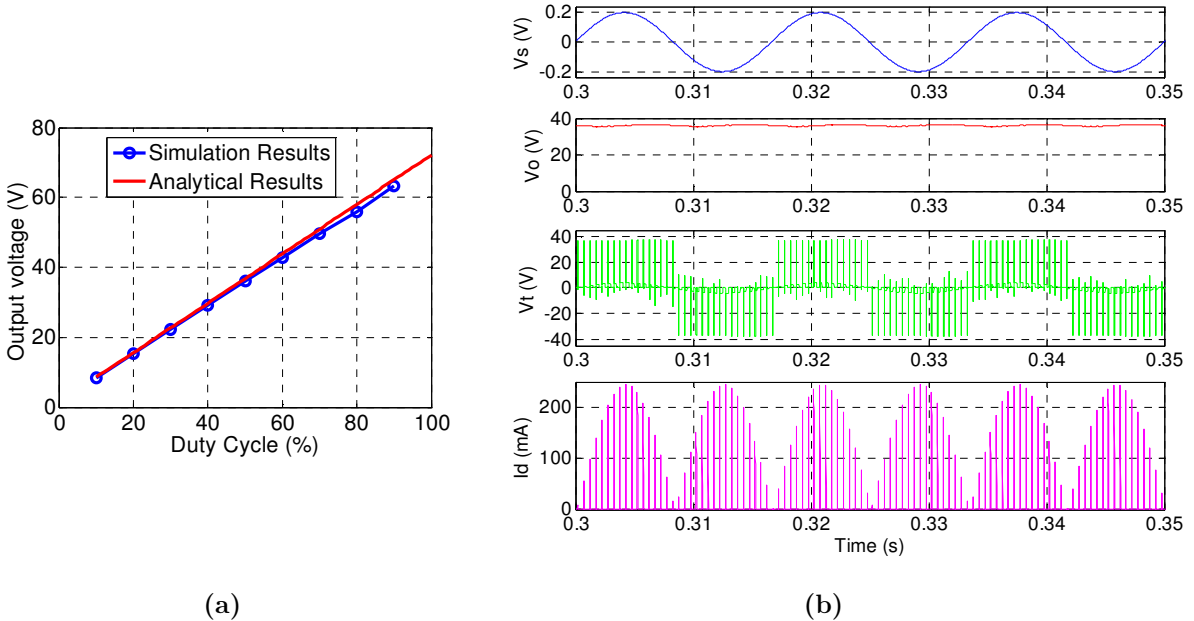 80
60
40
20
0
0 20 40 60 80 100
Output voltage (V)
Duty Cycle (%)
Simulation Results
Analytical Results
(a)
0.2
0
-0.2
Vs (V)
0.3 0.31 0.32 0.33 0.34 0.35
40
20
0
Vo (V)
0.3 0.31 0.32 0.33 0.34 0.35
40
20
0
-20
-40
Vt (V)
0.3 0.31 0.32 0.33 0.34 0.35
200
100
0
Id (mA)
0.3 0.31 0.32 0.33 0.34 0.35
Time (s)
(b)